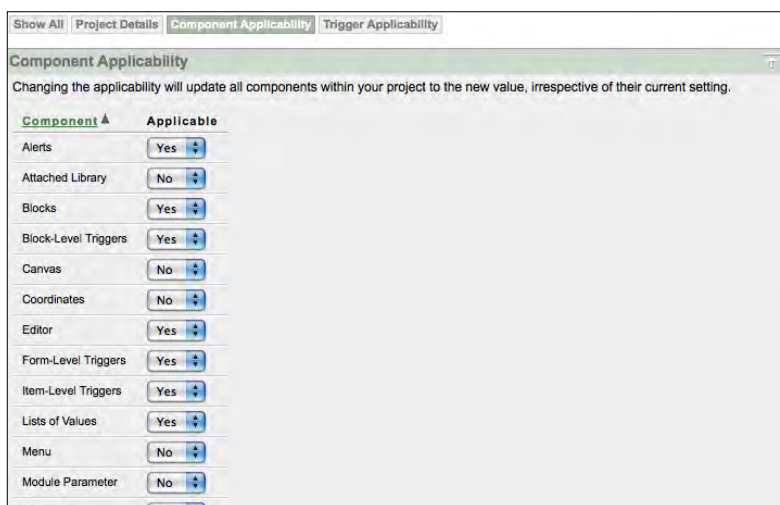 Show All Project Details Component Applicability Trigger Applicability
Component Applicability
Changing the applicability will update all components within your project to the new value, irrespective of their current setting.
Component Applicable
Alerts Yes
Attached Library No
Blocks Yes
Block-Level Triggers Yes
Canvas No
Coordinates No
Editor Yes
Form-Level Triggers Yes
Item-Level Triggers Yes
Lists of Values Yes
Menu No
Module Parameter No